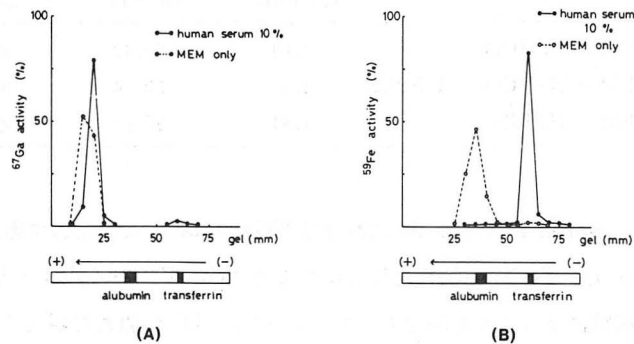 100
⁶⁷Ga activity (%)
50
human serum 10 %
MEM only
25
50
75
gel (mm)
(+)
(−)
alubumin
transferrin
(A)
100
⁵⁹Fe activity (%)
50
human serum
10 %
MEM only
25
50
75
gel (mm)
(+)
(−)
alubumin
transferrin
(B)